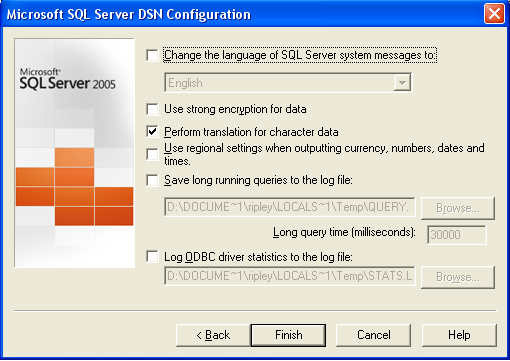 Microsoft SQL Server DSN Configuration
Microsoft®
SQL Server 2005
Change the language of SQL Server system messages to:
English
Use strong encryption for data
Perform translation for character data
Use regional settings when outputting currency, numbers, dates and
times.
Save long running queries to the log file:
D:\DOCUME~1\ripley\LOCALS~1\Temp\QUERY.
Browse...
Long query time (milliseconds):
30000
Log ODBC driver statistics to the log file:
D:\DOCUME~1\ripley\LOCALS~1\Temp\STATS.L
Browse...
< Back
Finish
Cancel
Help